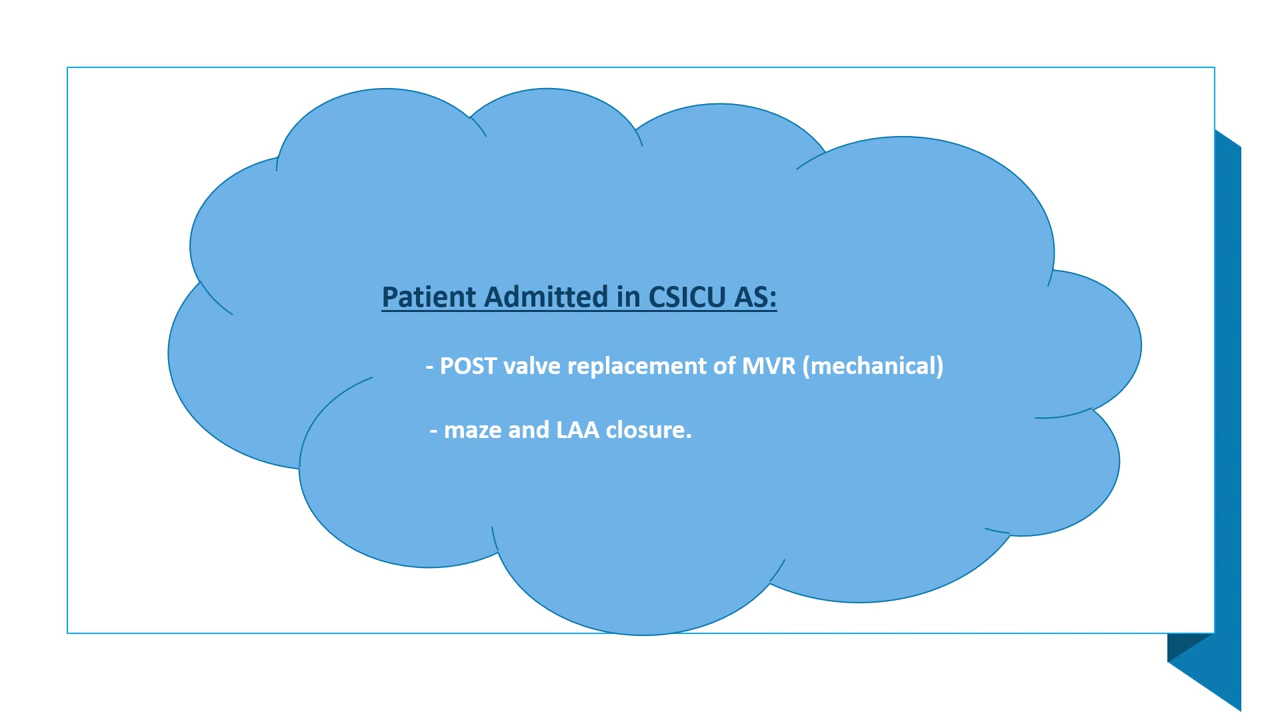 Patient Admitted in CSICU AS:
- POST valve replacement of MVR (mechanical)
- maze and LAA closure.